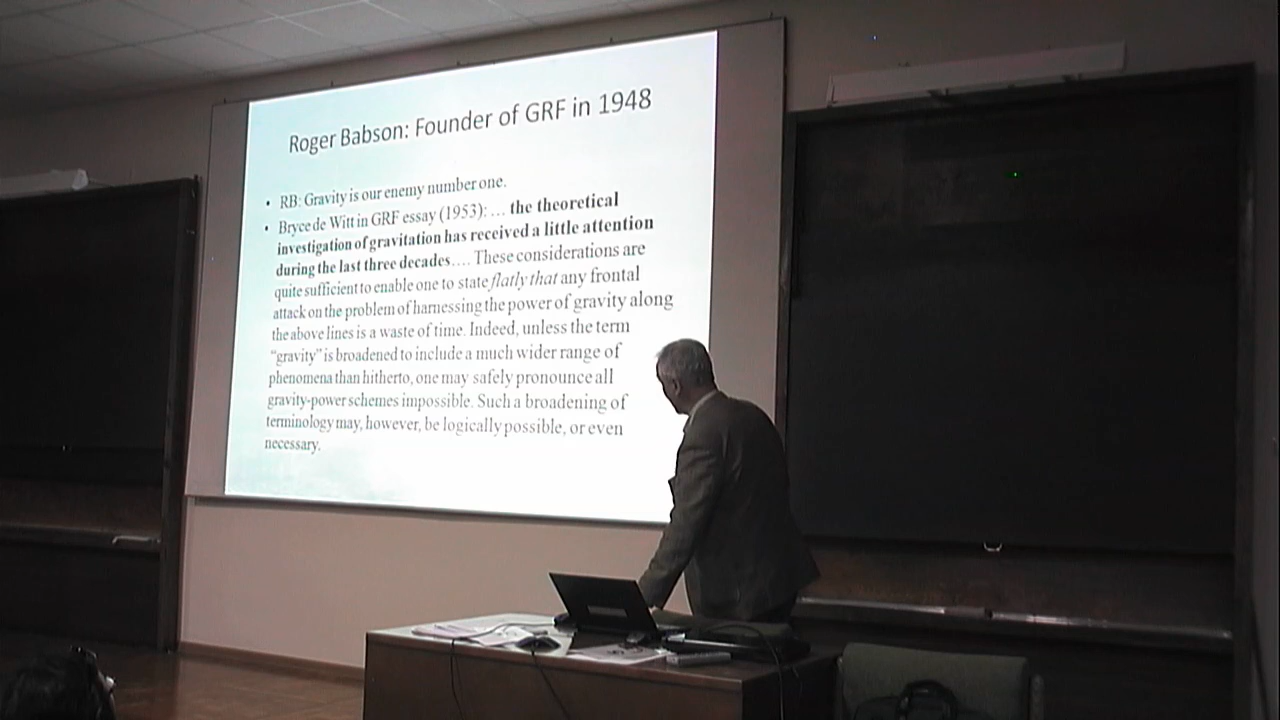 Roger Babson: Founder of GRF in 1948
• RB: Gravity is our enemy number one.
• Bryce de Witt in GRF essay (1953): … the theoretical
investigation of gravitation has received a little attention
during the last three decades…. These considerations are
quite sufficient to enable one to state flatly that any frontal
attack on the problem of harnessing the power of gravity along
the above lines is a waste of time. Indeed, unless the term
“gravity” is broadened to include a much wider range of
phenomena than hitherto, one may safely pronounce all
gravity-power schemes impossible. Such a broadening of
terminology may, however, be logically possible, or even
necessary.